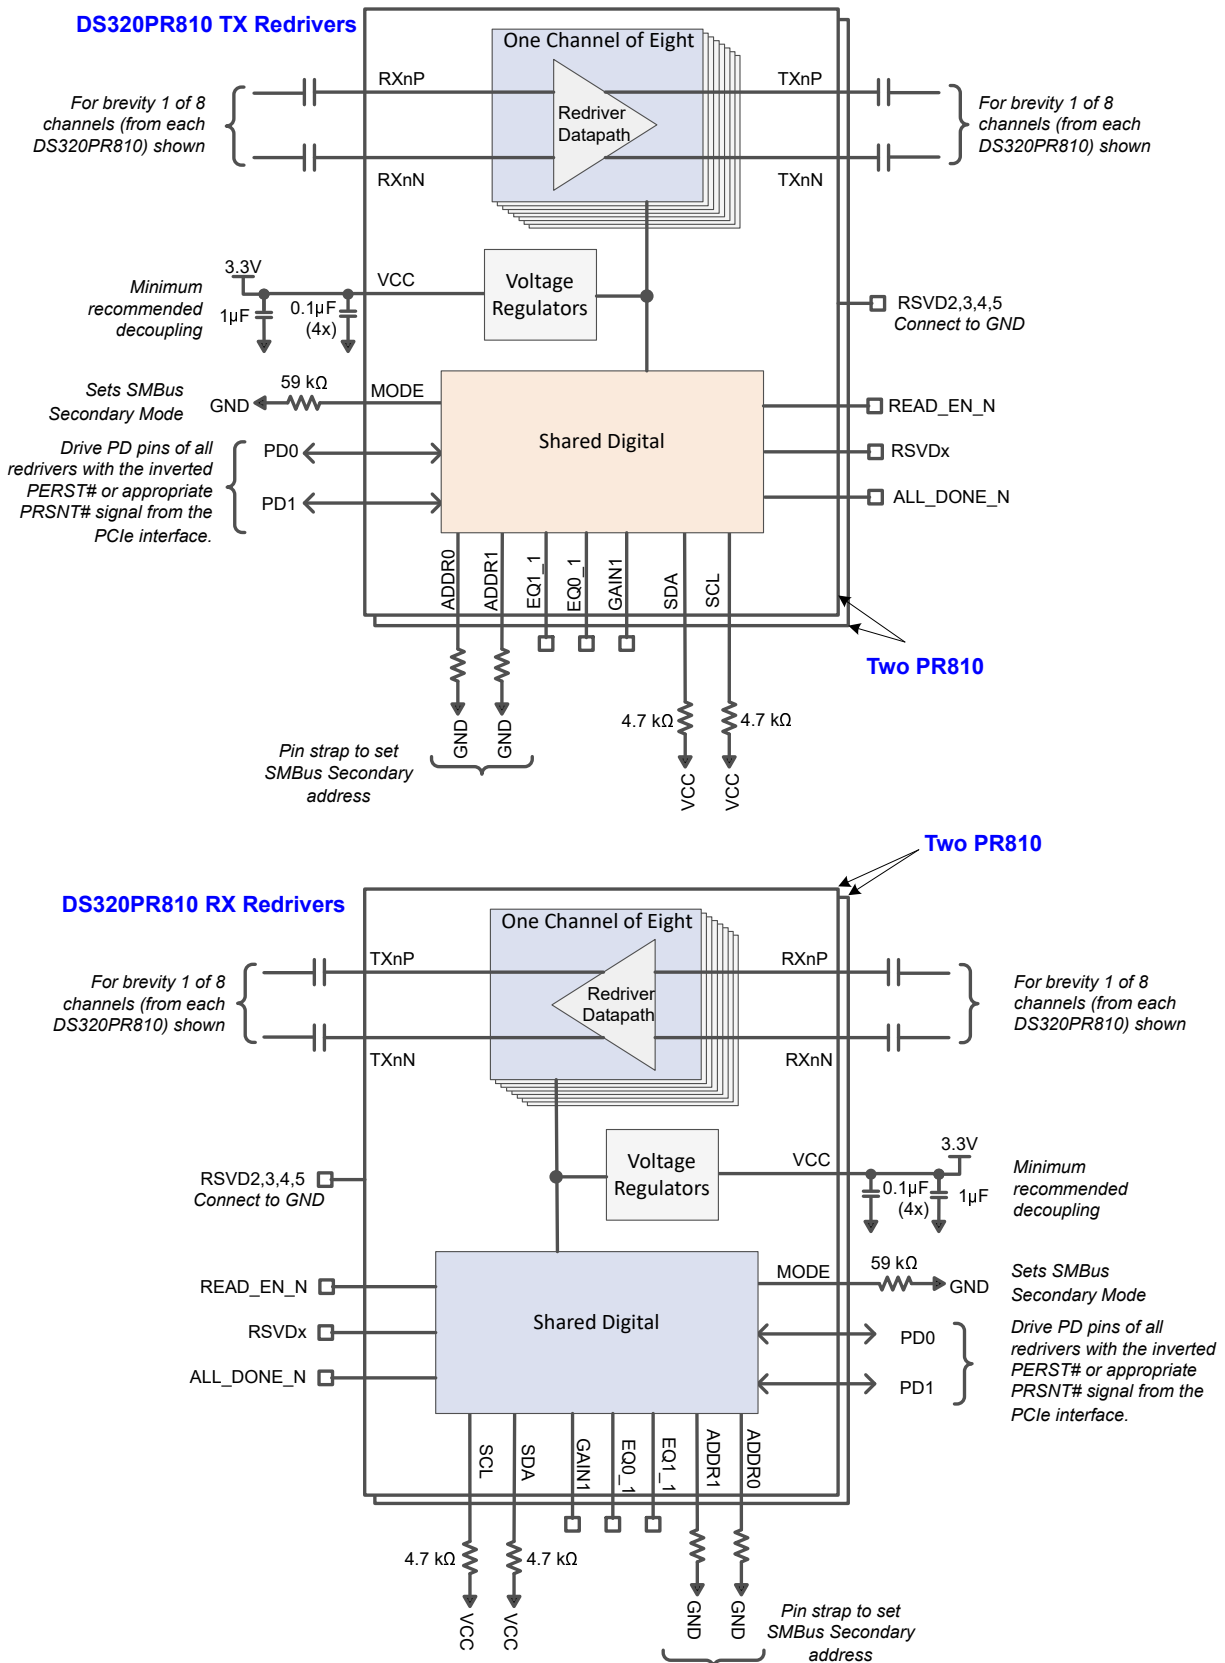 DS320PR810 TX Redrivers
One Channel of Eight
RXnP
TXnP
For brevity 1 of 8
channels (from each
DS320PR810) shown
Redriver
Datapath
For brevity 1 of 8
channels (from each
DS320PR810) shown
RXnN
TXnN
3.3V
VCC
Minimum
recommended
decoupling
1µF
0.1µF
(4x)
Voltage
Regulators
RSVD2,3,4,5
Connect to GND
Sets SMBus
Secondary Mode
GND
59 kΩ
MODE
READ_EN_N
Shared Digital
Drive PD pins of all
redrivers with the inverted
PERST# or appropriate
PRSNT# signal from the
PCIe interface.
PD0
PD1
RSVDx
ALL_DONE_N
ADDR0
ADDR1
EQ1_1
EQ0_1
GAIN1
SDA
SCL
Two PR810
4.7 kΩ
4.7 kΩ
GND
GND
Pin strap to set
SMBus Secondary
address
VCC
VCC
Two PR810
DS320PR810 RX Redrivers
One Channel of Eight
TXnP
RXnP
For brevity 1 of 8
channels (from each
DS320PR810) shown
Redriver
Datapath
For brevity 1 of 8
channels (from each
DS320PR810) shown
TXnN
RXnN
RSVD2,3,4,5
Connect to GND
Voltage
Regulators
VCC
3.3V
0.1µF
(4x)
1µF
Minimum
recommended
decoupling
READ_EN_N
MODE
59 kΩ
GND
Sets SMBus
Secondary Mode
RSVDx
Shared Digital
ALL_DONE_N
PD0
PD1
Drive PD pins of all
redrivers with the inverted
PERST# or appropriate
PRSNT# signal from the
PCIe interface.
SCL
SDA
GAIN1
EQ0_1
EQ1_1
ADDR1
ADDR0
4.7 kΩ
4.7 kΩ
VCC
VCC
GND
GND
Pin strap to set
SMBus Secondary
address